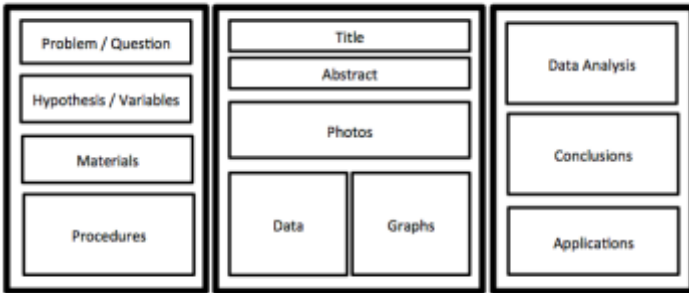 Problem / Question
Hypothesis / Variables
Materials
Procedures
Title
Abstract
Photos
Data
Graphs
Data Analysis
Conclusions
Applications